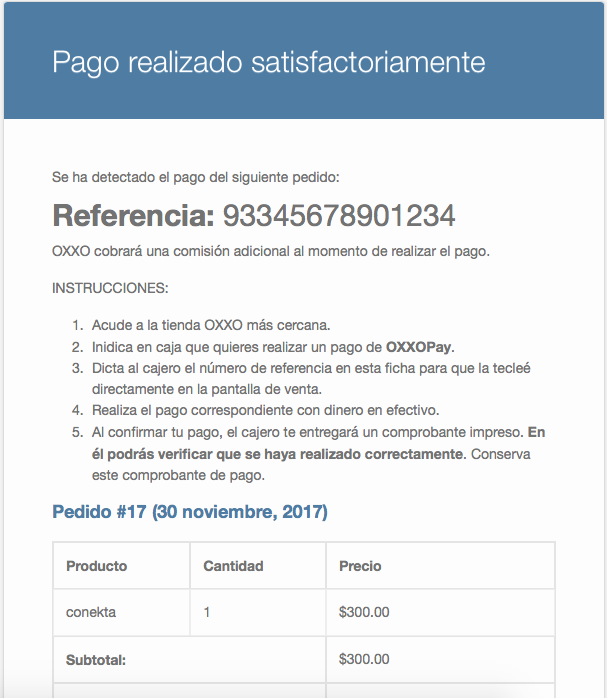 Pago realizado satisfactoriamente
Se ha detectado el pago del siguiente pedido:
Referencia: 93345678901234
OXXO cobrará una comisión adicional al momento de realizar el pago.
INSTRUCCIONES:
1. Acude a la tienda OXXO más cercana.
2. Inidica en caja que quieres realizar un pago de OXXOPay.
3. Dicta al cajero el número de referencia en esta ficha para que la tecleé
directamente en la pantalla de venta.
4. Realiza el pago correspondiente con dinero en efectivo.
5. Al confirmar tu pago, el cajero te entregará un comprobante impreso. En
él podrás verificar que se haya realizado correctamente. Conserva
este comprobante de pago.
Pedido #17 (30 noviembre, 2017)
Producto Cantidad Precio
conekta 1 $300.00
Subtotal: $300.00